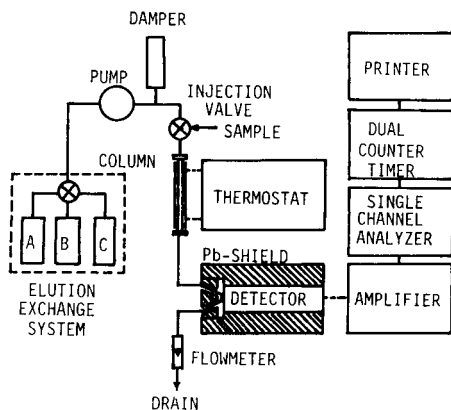 DAMPER
PUMP
INJECTION
VALVE
SAMPLE
COLUMN
THERMOSTAT
A
B
C
ELUTION
EXCHANGE
SYSTEM
Pb-SHIELD
DETECTOR
FLOWMETER
DRAIN
PRINTER
DUAL
COUNTER
TIMER
SINGLE
CHANNEL
ANALYZER
AMPLIFIER